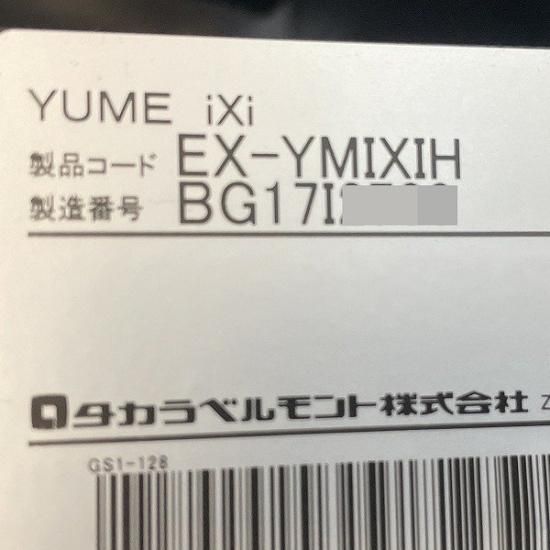 YUME iXi
製品コード EX-YMIXIH
製造番号 BG17I
タカラベルモント株式会社
GS1-128